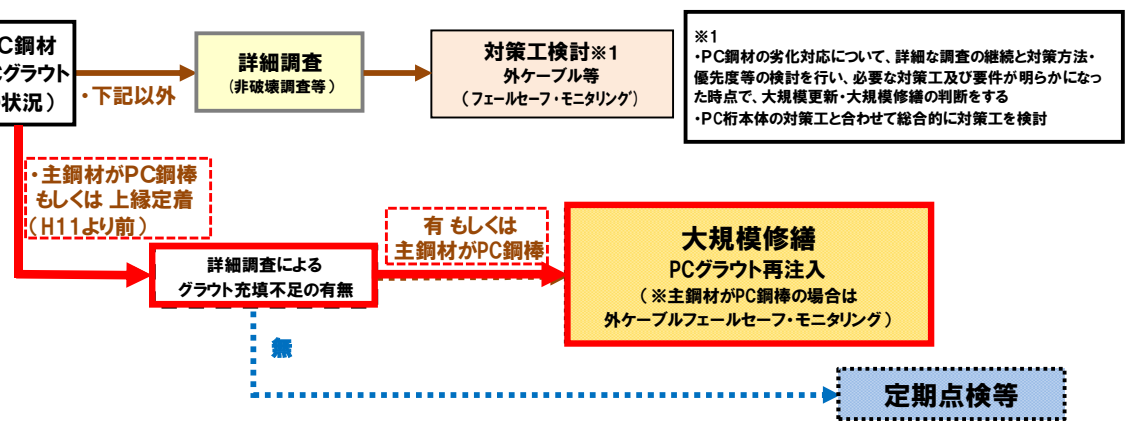 C鋼材
グラウト
状況）
・下記以外
詳細調査
（非破壊調査等）
対策工検討※1
外ケーブル等
（フェールセーフ・モニタリング）
※1
・PC鋼材の劣化対応について、詳細な調査の継続と対策方法・
優先度等の検討を行い、必要な対策工及び要件が明らかになっ
た時点で、大規模更新・大規模修繕の判断をする
・PC桁本体の対策工と合わせて総合的に対策工を検討
・主鋼材がPC鋼棒
もしくは 上縁定着
（H11より前）
詳細調査による
グラウト充填不足の有無
有 もしくは
主鋼材がPC鋼棒
大規模修繕
PCグラウト再注入
（ ※主鋼材がPC鋼棒の場合は
外ケーブルフェールセーフ・モニタリング ）
無
定期点検等